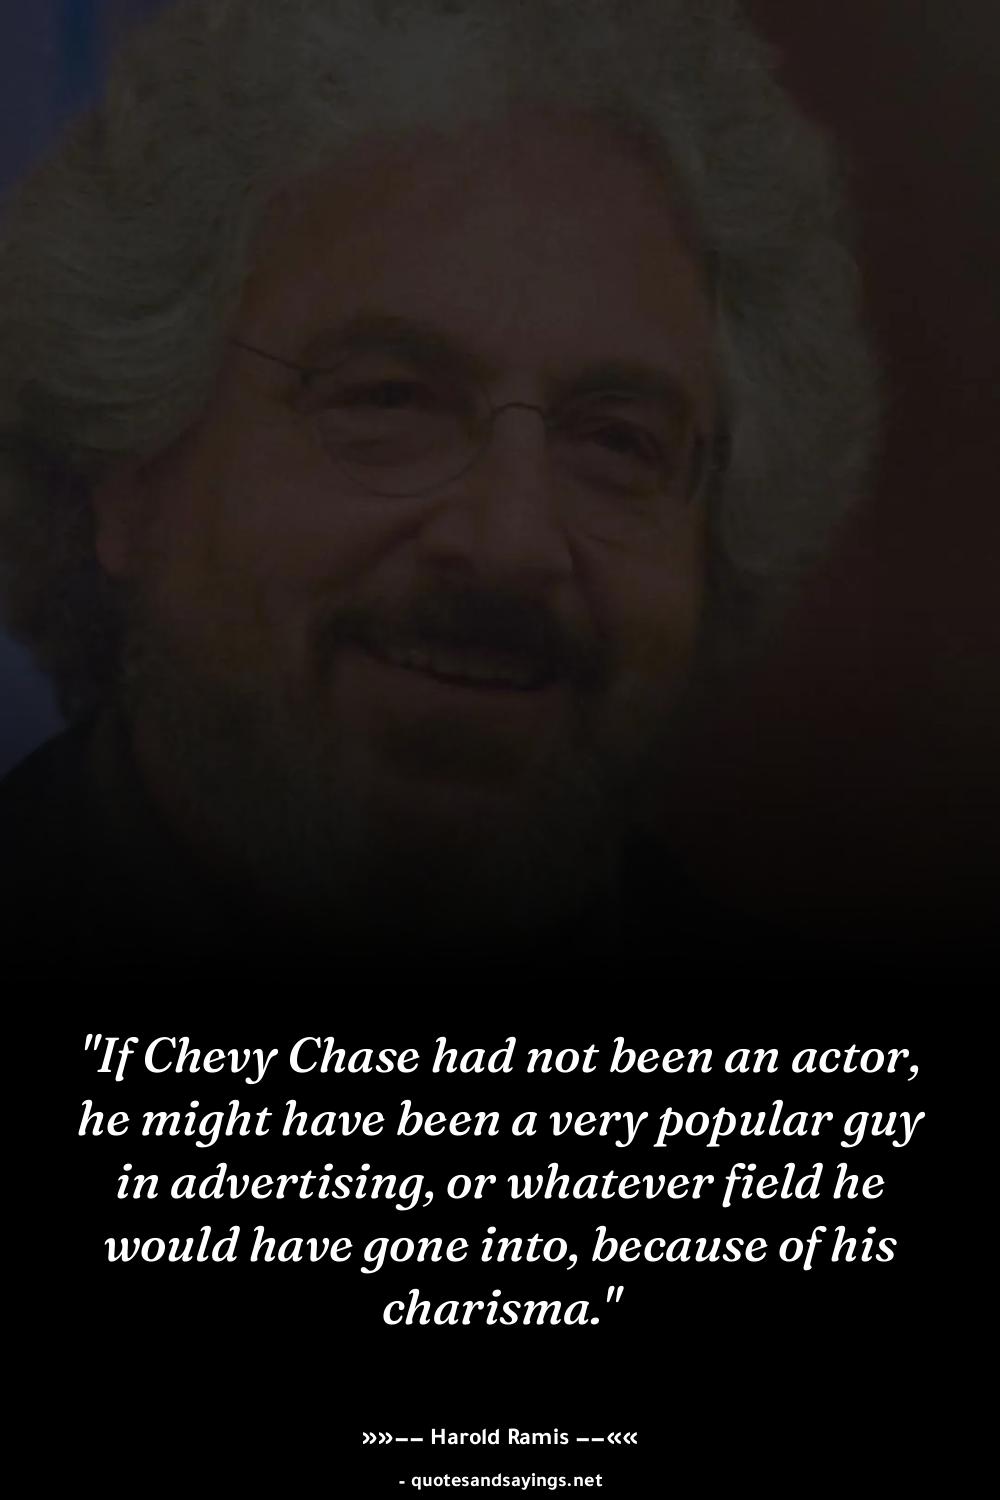 "If Chevy Chase had not been an actor,
he might have been a very popular guy
in advertising, or whatever field he
would have gone into, because of his
charisma."
»»–– Harold Ramis ––««
- quotesandsayings.net